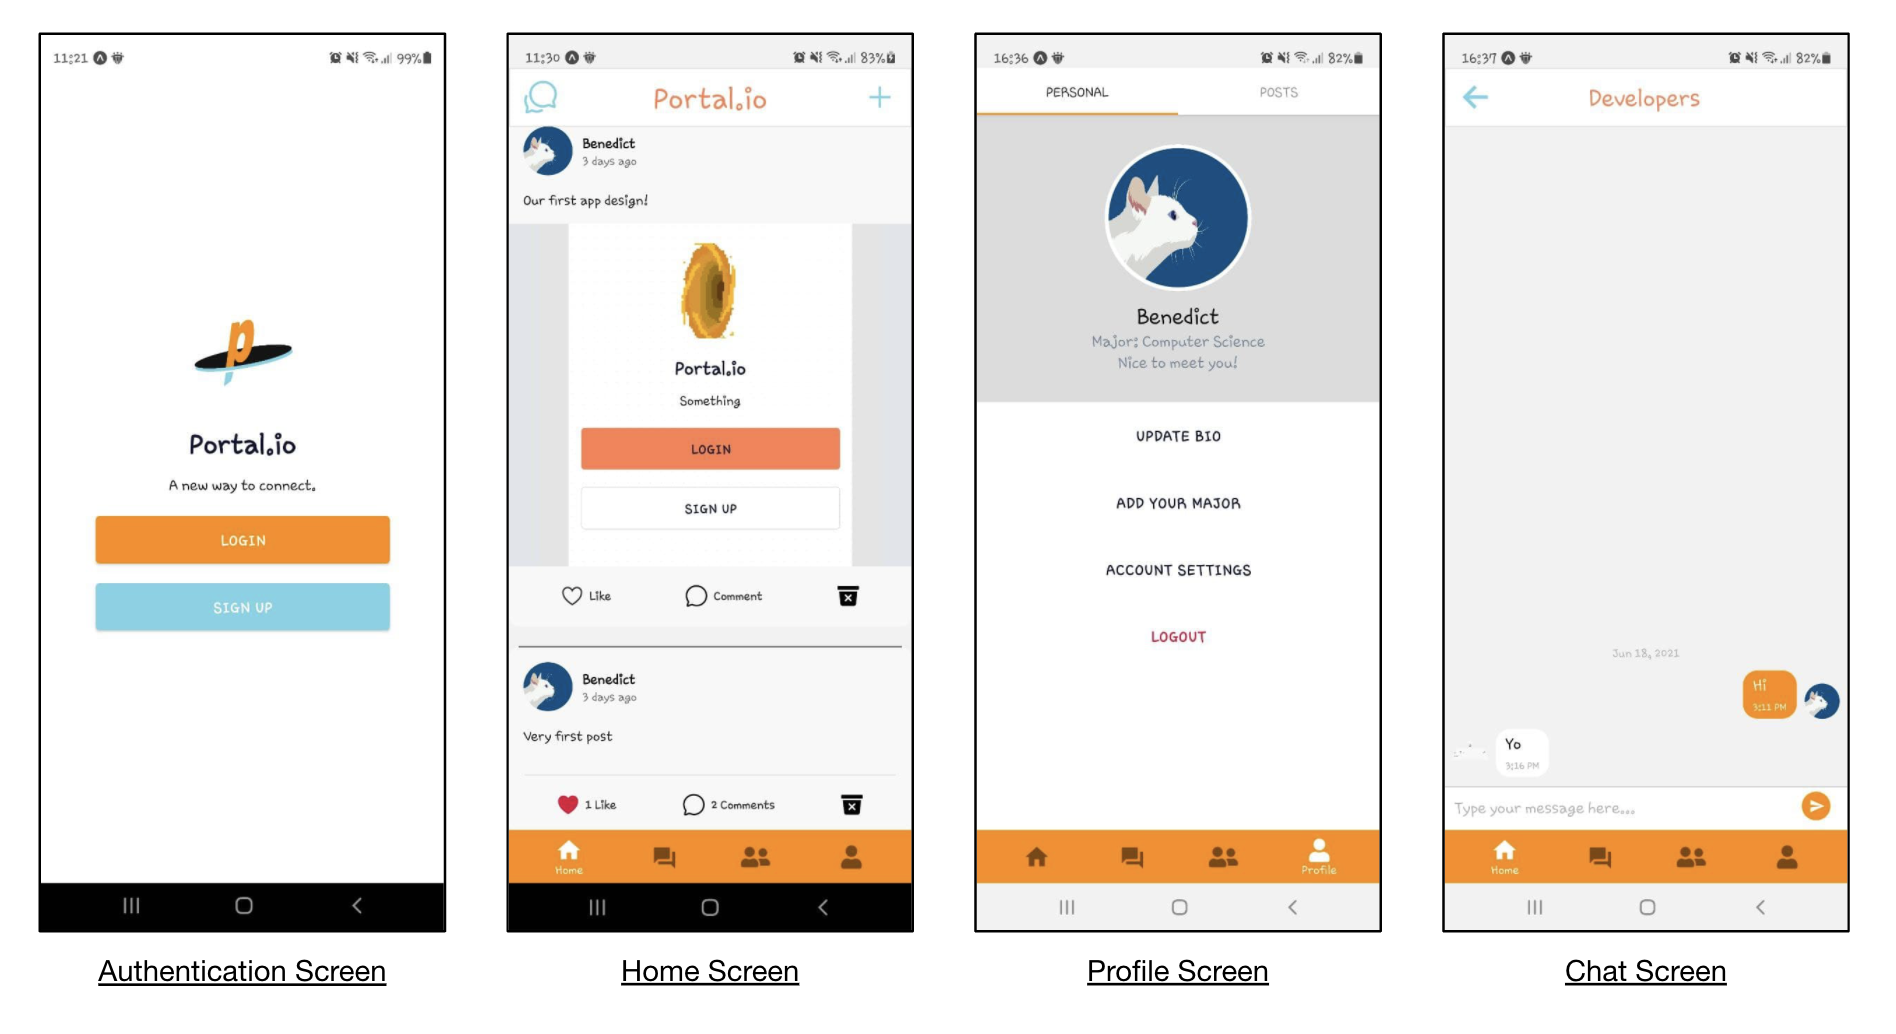 11:21 99%
Portal.io
A new way to connect.
LOGIN
SIGN UP
Authentication Screen
11:30 83%
Portal.io
Benedict
3 days ago
Our first app design!
Portal.io
Something
LOGIN
SIGN UP
Like Comment
Benedict
3 days ago
Very first post
1 Like 2 Comments
Home
Home Screen
16:36 82%
PERSONAL POSTS
Benedict
Major: Computer Science
Nice to meet you!
UPDATE BIO
ADD YOUR MAJOR
ACCOUNT SETTINGS
LOGOUT
Profile
Profile Screen
16:37 82%
Developers
Jun 18, 2021
Hi
3:11 PM
Yo
3:16 PM
Type your message here...
Home
Chat Screen